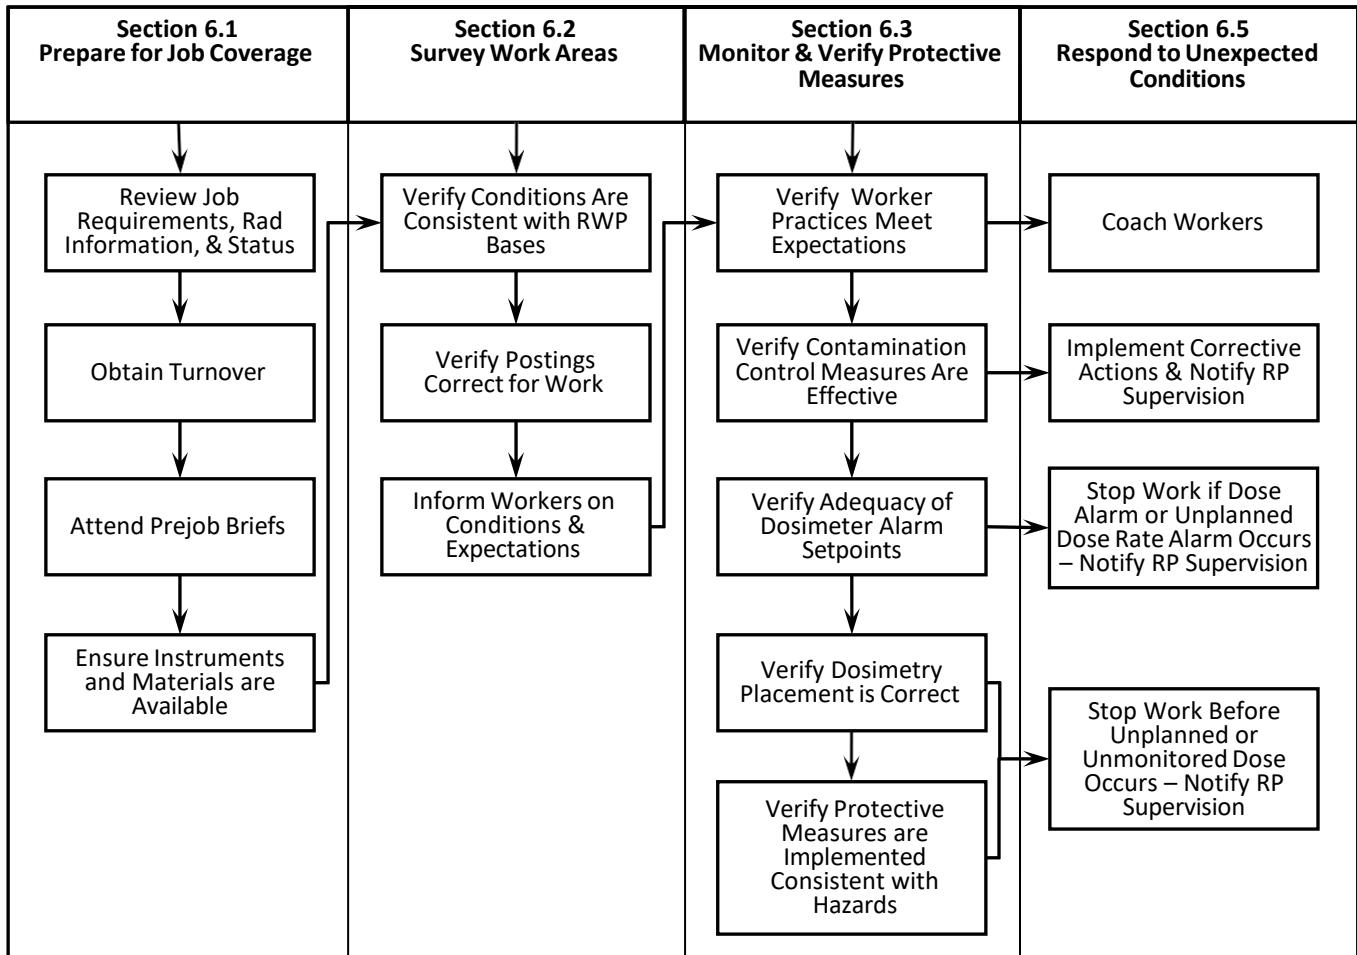 Section 6.1
Prepare for Job Coverage
Section 6.2
Survey Work Areas
Section 6.3
Monitor & Verify Protective
Measures
Section 6.5
Respond to Unexpected
Conditions
Review Job
Requirements, Rad
Information, & Status
Obtain Turnover
Attend Prejob Briefs
Ensure Instruments
and Materials are
Available
Verify Conditions Are
Consistent with RWP
Bases
Verify Postings
Correct for Work
Inform Workers on
Conditions &
Expectations
Verify Worker
Practices Meet
Expectations
Verify Contamination
Control Measures Are
Effective
Verify Adequacy of
Dosimeter Alarm
Setpoints
Verify Dosimetry
Placement is Correct
Verify Protective
Measures are
Implemented
Consistent with
Hazards
Coach Workers
Implement Corrective
Actions & Notify RP
Supervision
Stop Work if Dose
Alarm or Unplanned
Dose Rate Alarm Occurs
– Notify RP Supervision
Stop Work Before
Unplanned or
Unmonitored Dose
Occurs – Notify RP
Supervision